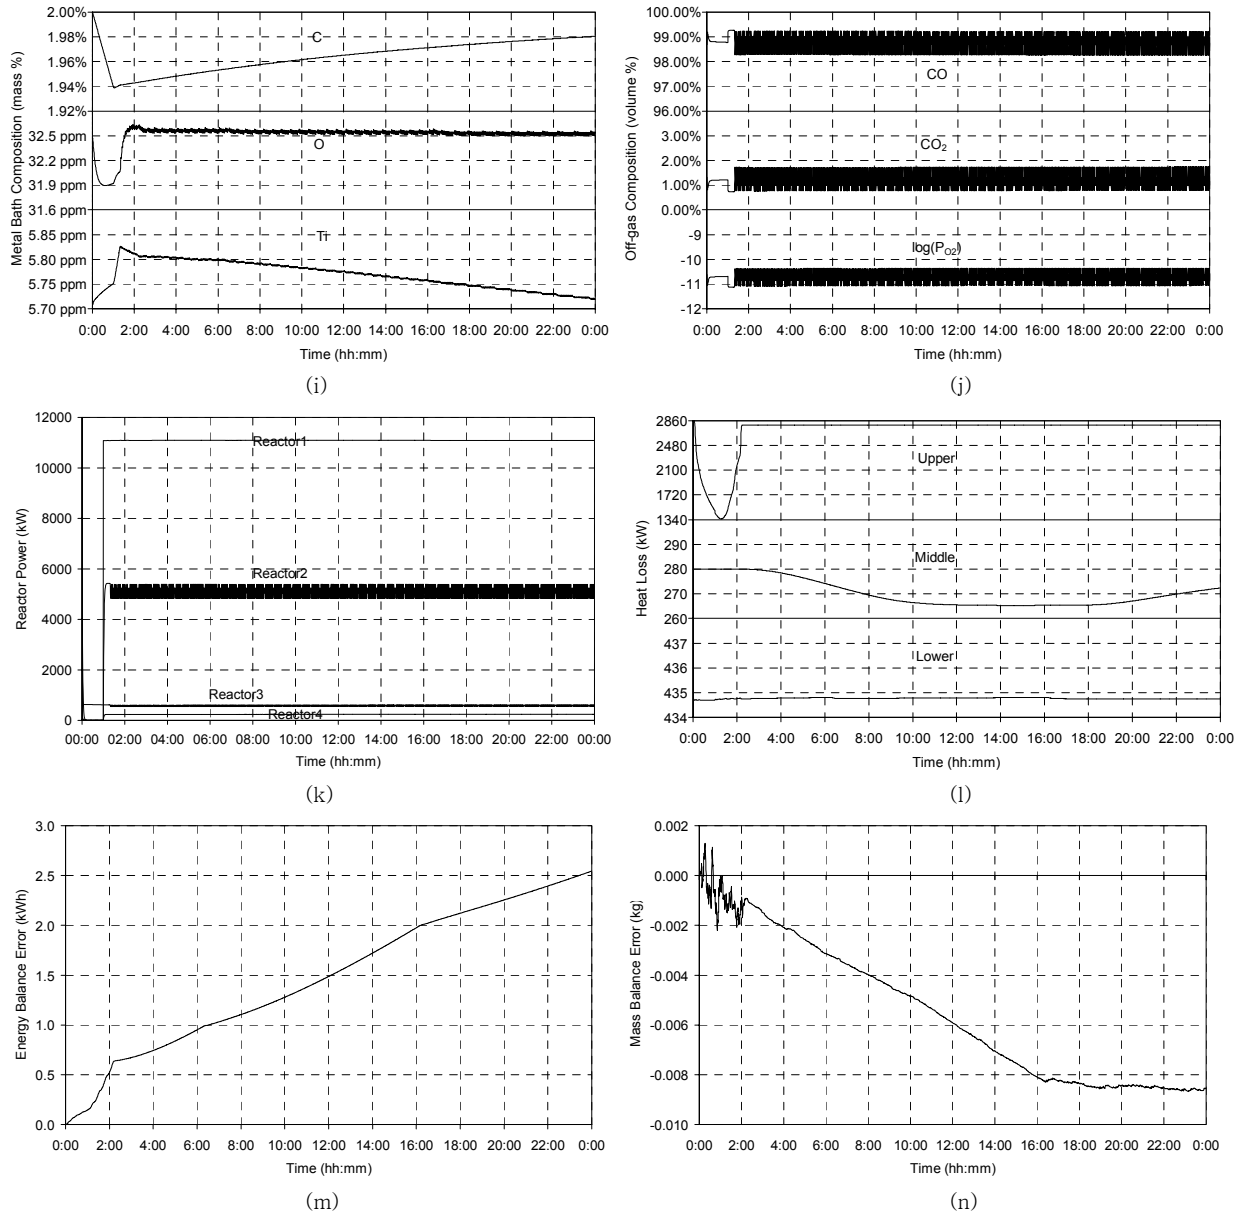 Metal Bath Composition (mass %)
2.00%
1.98%
1.96%
1.94%
1.92%
32.5 ppm
32.2 ppm
31.9 ppm
31.6 ppm
5.85 ppm
5.80 ppm
5.75 ppm
5.70 ppm
C
O
Ti
0:00 2:00 4:00 6:00 8:00 10:00 12:00 14:00 16:00 18:00 20:00 22:00 0:00
Time (hh:mm)
(i)
Off-gas Composition (volume %)
100.00%
99.00%
98.00%
97.00%
96.00%
3.00%
2.00%
1.00%
0.00%
-9
-10
-11
-12
CO
CO2
log(PO2)
0:00 2:00 4:00 6:00 8:00 10:00 12:00 14:00 16:00 18:00 20:00 22:00 0:00
Time (hh:mm)
(j)
Reactor Power (kW)
12000
10000
8000
6000
4000
2000
0
Reactor1
Reactor2
Reactor3
Reactor4
00:00 02:00 04:00 06:00 08:00 10:00 12:00 14:00 16:00 18:00 20:00 22:00 00:00
Time (hh:mm)
(k)
Heat Loss (kW)
2860
2480
2100
1720
1340
290
280
270
260
437
436
435
434
Upper
Middle
Lower
0:00 2:00 4:00 6:00 8:00 10:00 12:00 14:00 16:00 18:00 20:00 22:00 0:00
Time (hh:mm)
(l)
Energy Balance Error (kWh)
3.0
2.5
2.0
1.5
1.0
0.5
0.0
0:00 2:00 4:00 6:00 8:00 10:00 12:00 14:00 16:00 18:00 20:00 22:00 0:00
Time (hh:mm)
(m)
Mass Balance Error (kg)
0.002
0.000
-0.002
-0.004
-0.006
-0.008
-0.010
0:00 2:00 4:00 6:00 8:00 10:00 12:00 14:00 16:00 18:00 20:00 22:00 0:00
Time (hh:mm)
(n)